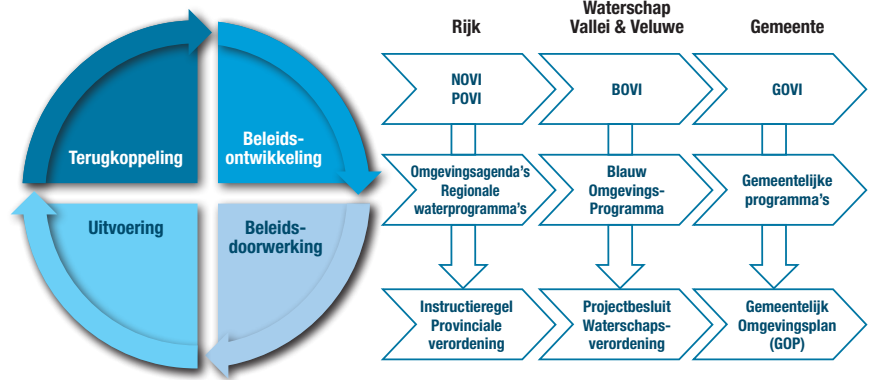 Terugkoppeling
Beleids-
ontwikkeling
Uitvoering
Beleids-
doorwerking
Rijk
Waterschap
Vallei & Veluwe
Gemeente
NOVI
POVI
BOVI
GOVI
Omgevingsagenda's
Regionale
waterprogramma's
Blauw
Omgevings-
Programma
Gemeentelijke
programma's
Instructieregel
Provinciale
verordening
Projectbesluit
Waterschaps-
verordening
Gemeentelijk
Omgevingsplan
(GOP)